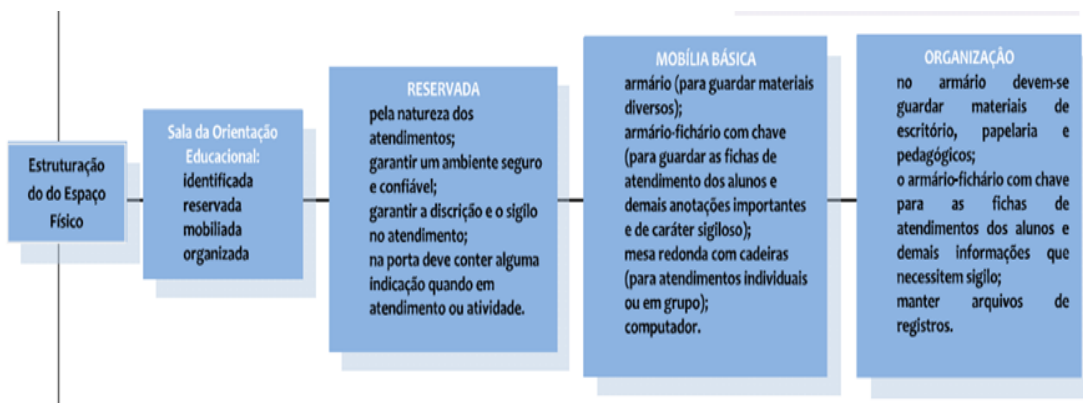 Estruturação
do do Espaço
Físico
Sala da Orientação
Educacional:
identificada
reservada
mobiliada
organizada
RESERVADA
pela natureza dos
atendimentos;
garantir um ambiente seguro
e confiável;
garantir a discrição e o sigilo
no atendimento;
na porta deve conter alguma
indicação quando em
atendimento ou atividade.
MOBÍLIA BÁSICA
armário (para guardar materiais
diversos);
armário-fichário com chave
(para guardar as fichas de
atendimento dos alunos e
demais anotações importantes
e de caráter sigiloso);
mesa redonda com cadeiras
(para atendimentos individuais
ou em grupo);
computador.
ORGANIZAÇÃO
no armário devem-se
guardar materiais de
escritório, papelaria e
pedagógicos;
o armário-fichário com chave
para as fichas de
atendimentos dos alunos e
demais informações que
necessitem sigilo;
manter arquivos de
registros.